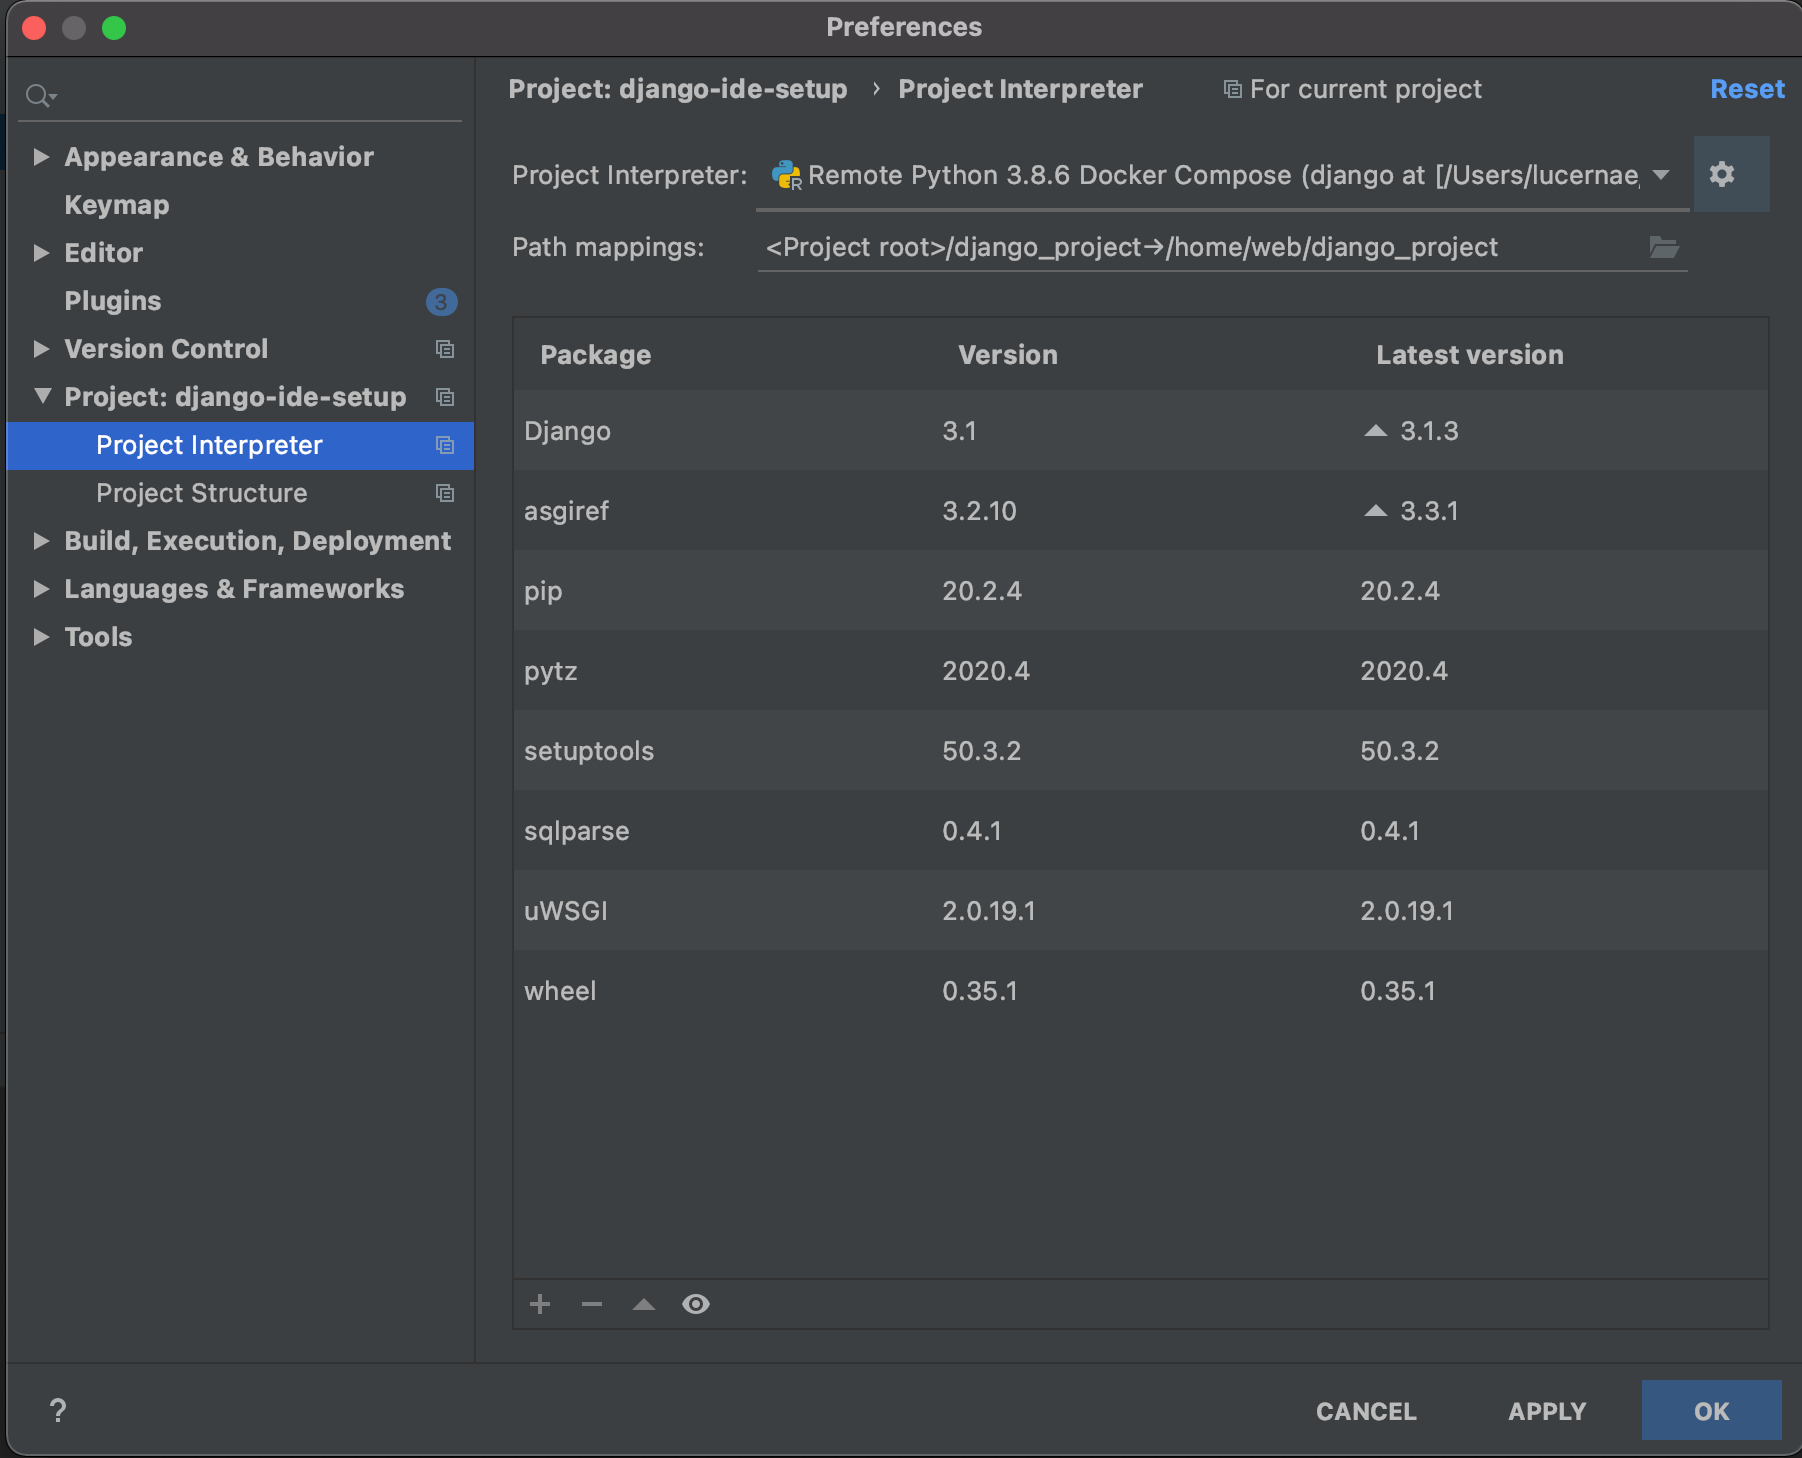 Preferences
Project: django-ide-setup › Project Interpreter For current project Reset
Appearance & Behavior
Keymap
Editor
Plugins 3
Version Control
Project: django-ide-setup
Project Interpreter
Project Structure
Build, Execution, Deployment
Languages & Frameworks
Tools
Project Interpreter: Remote Python 3.8.6 Docker Compose (django at [/Users/lucernae/
Path mappings: <Project root>/django_project→/home/web/django_project
Package Version Latest version
Django 3.1 3.1.3
asgiref 3.2.10 3.3.1
pip 20.2.4 20.2.4
pytz 2020.4 2020.4
setuptools 50.3.2 50.3.2
sqlparse 0.4.1 0.4.1
uWSGI 2.0.19.1 2.0.19.1
wheel 0.35.1 0.35.1
? CANCEL APPLY OK